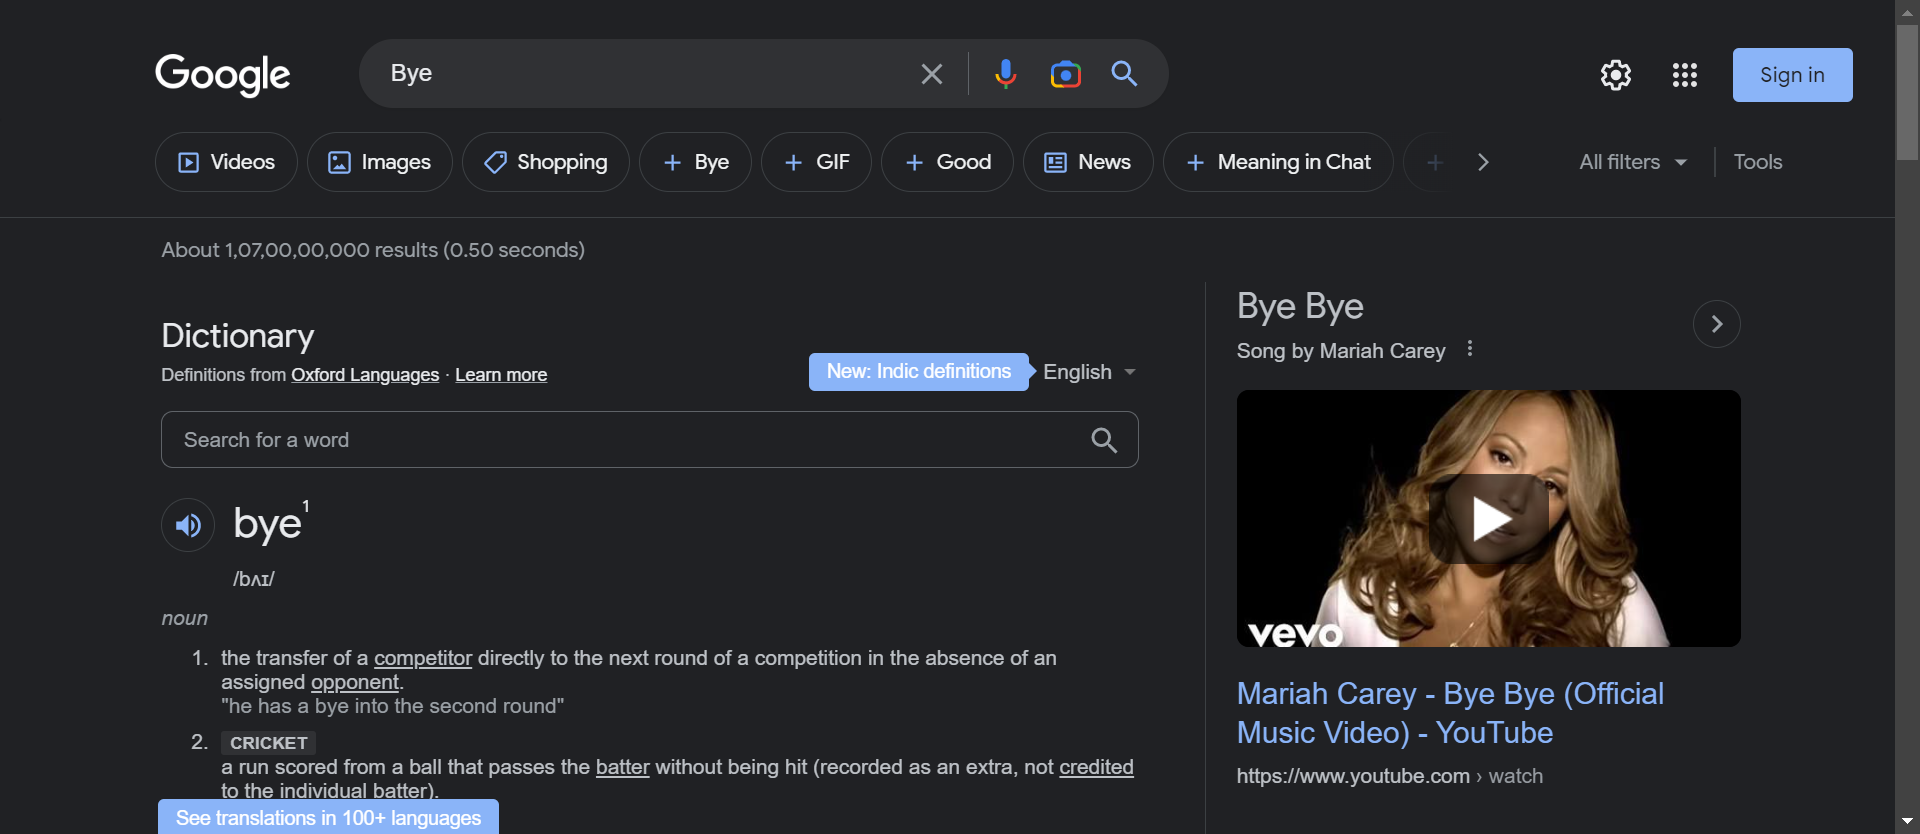 Google
Bye
Sign in
Videos
Images
Shopping
Bye
GIF
Good
News
Meaning in Chat
All filters
Tools
About 1,07,00,00,000 results (0.50 seconds)
Dictionary
Definitions from Oxford Languages · Learn more
New: Indic definitions
English
Search for a word
bye¹
/bʌɪ/
noun
1. the transfer of a competitor directly to the next round of a competition in the absence of an
assigned opponent.
"he has a bye into the second round"
2. CRICKET
a run scored from a ball that passes the batter without being hit (recorded as an extra, not credited
to the individual batter).
See translations in 100+ languages
Bye Bye
Song by Mariah Carey
vevo
Mariah Carey - Bye Bye (Official
Music Video) - YouTube
https://www.youtube.com › watch